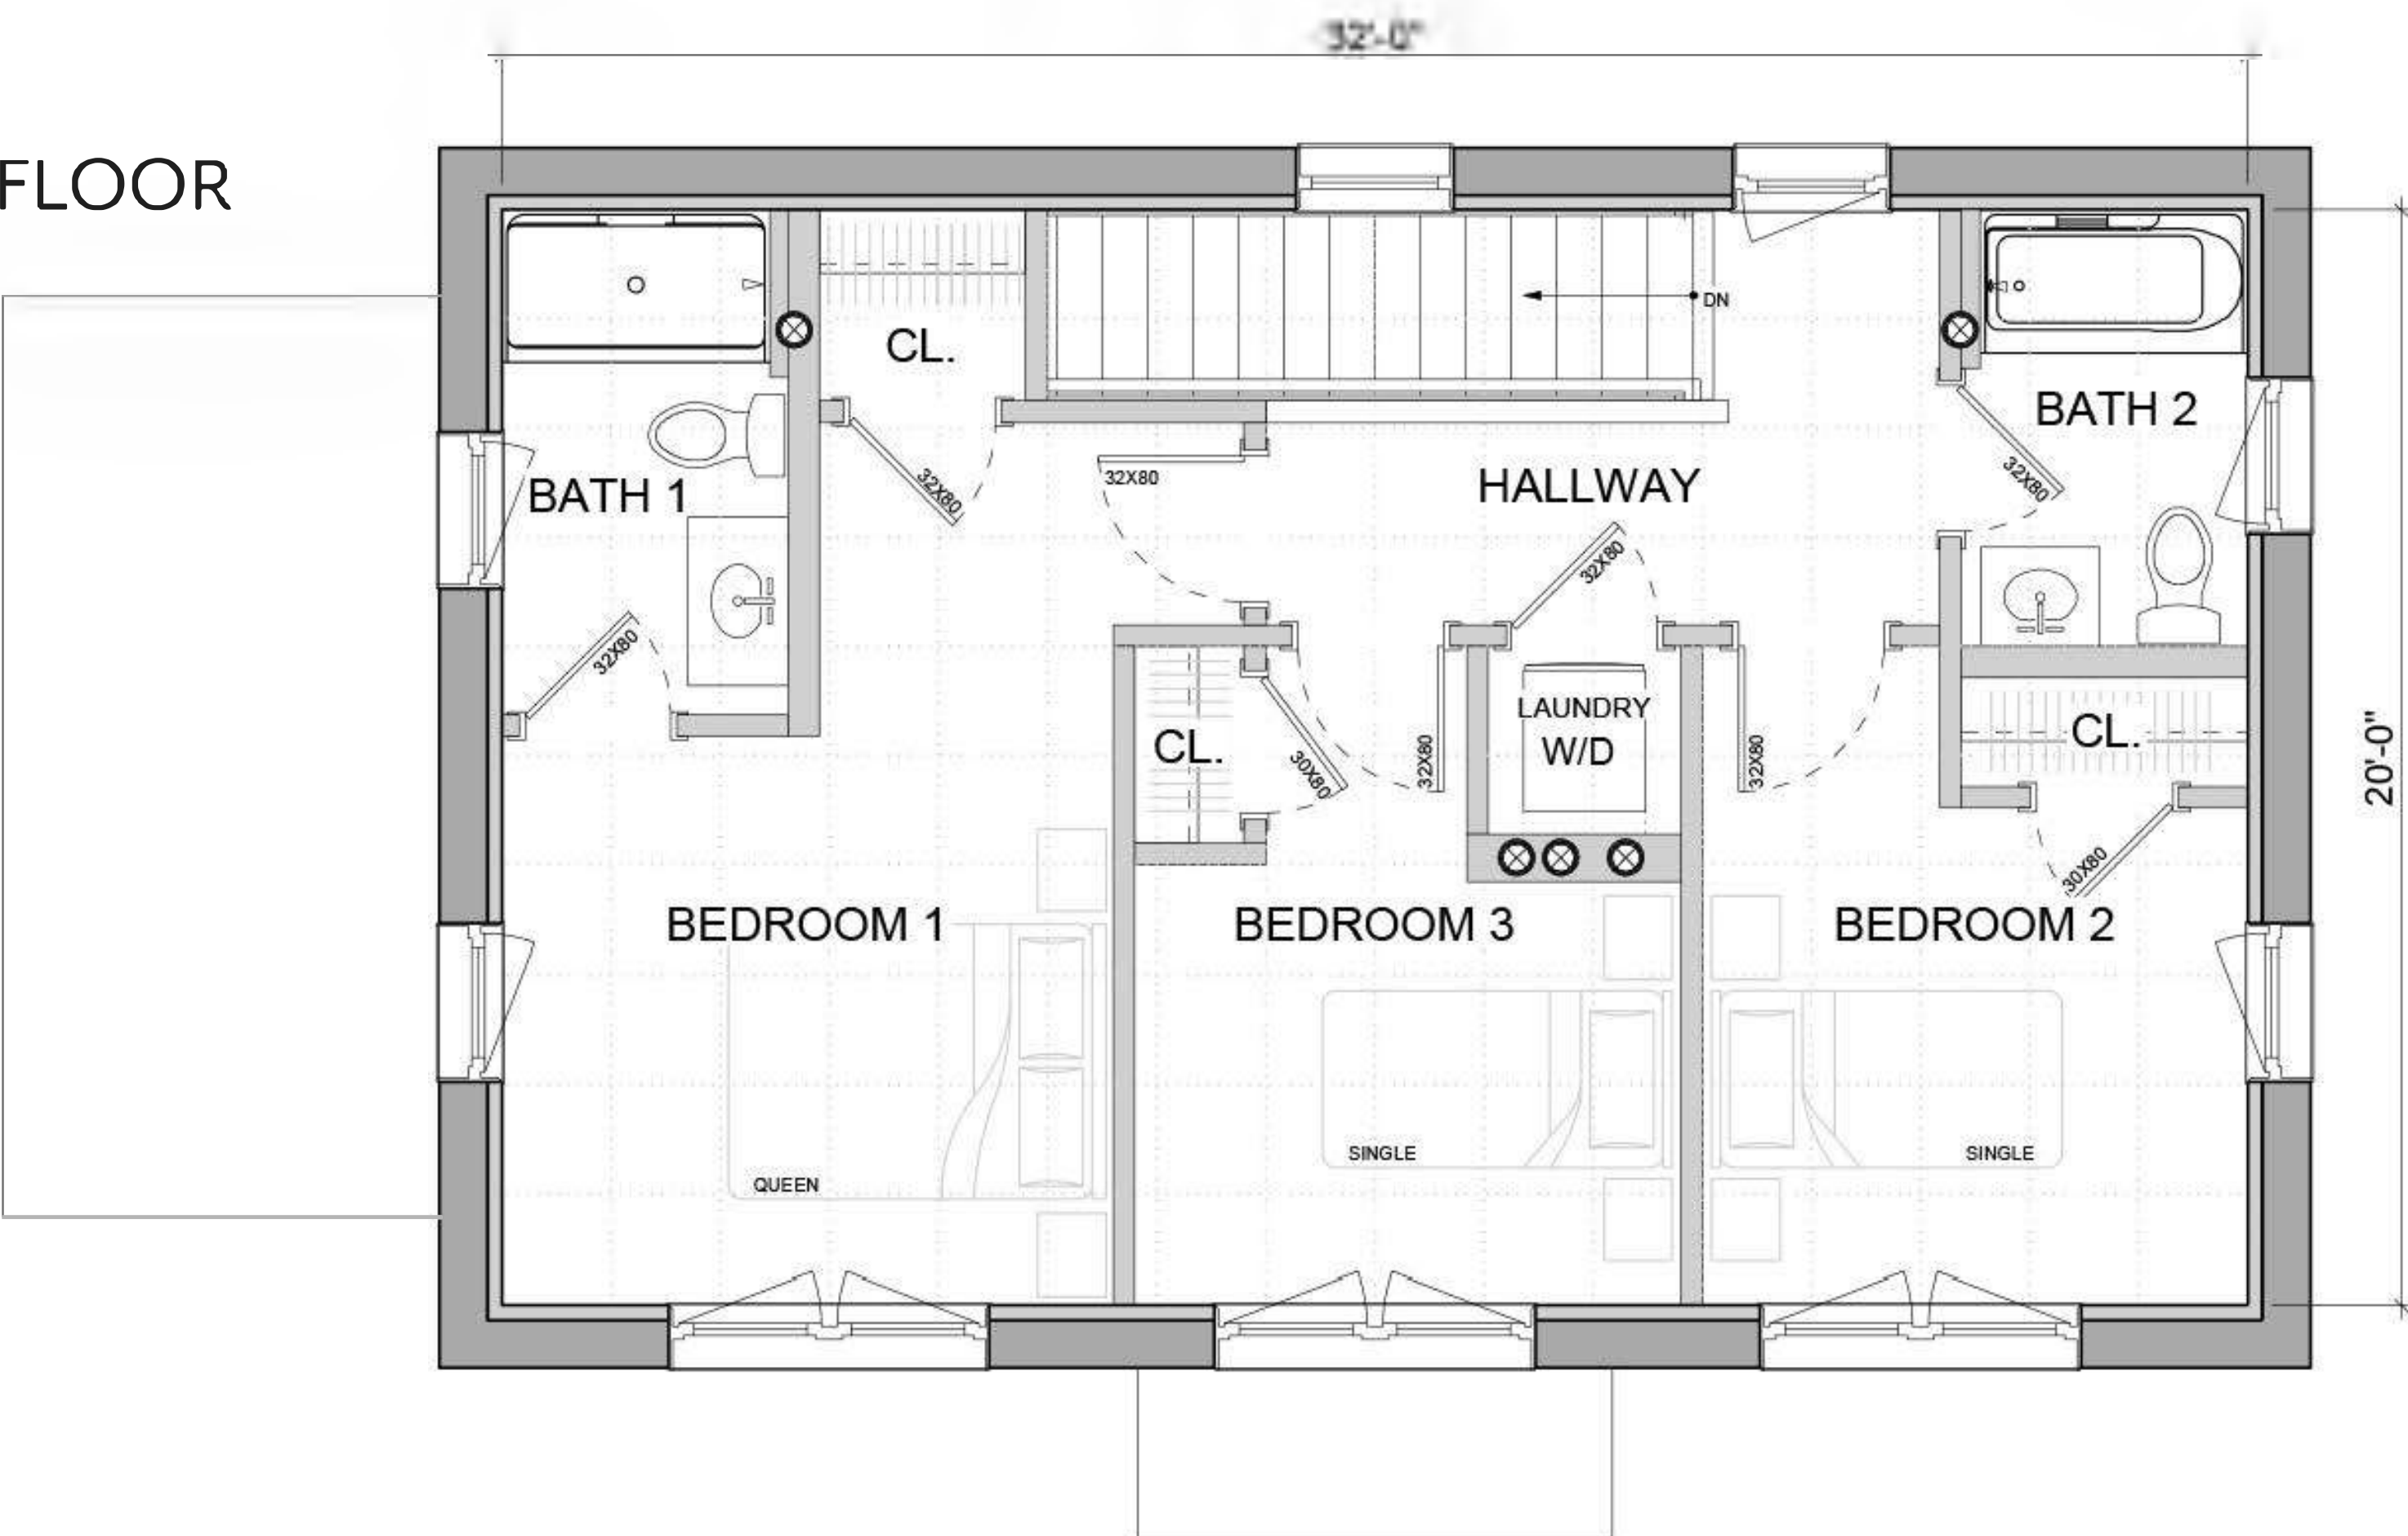 32'-0"
FLOOR
CL.
DN
BATH 2
32X80
32X80
HALLWAY
32X80
BATH 1
32X80
32X80
LAUNDRY
W/D
CL.
CL.
32X80
30X80
32X80
20'-0"
30X80
BEDROOM 1
BEDROOM 3
BEDROOM 2
SINGLE
SINGLE
QUEEN